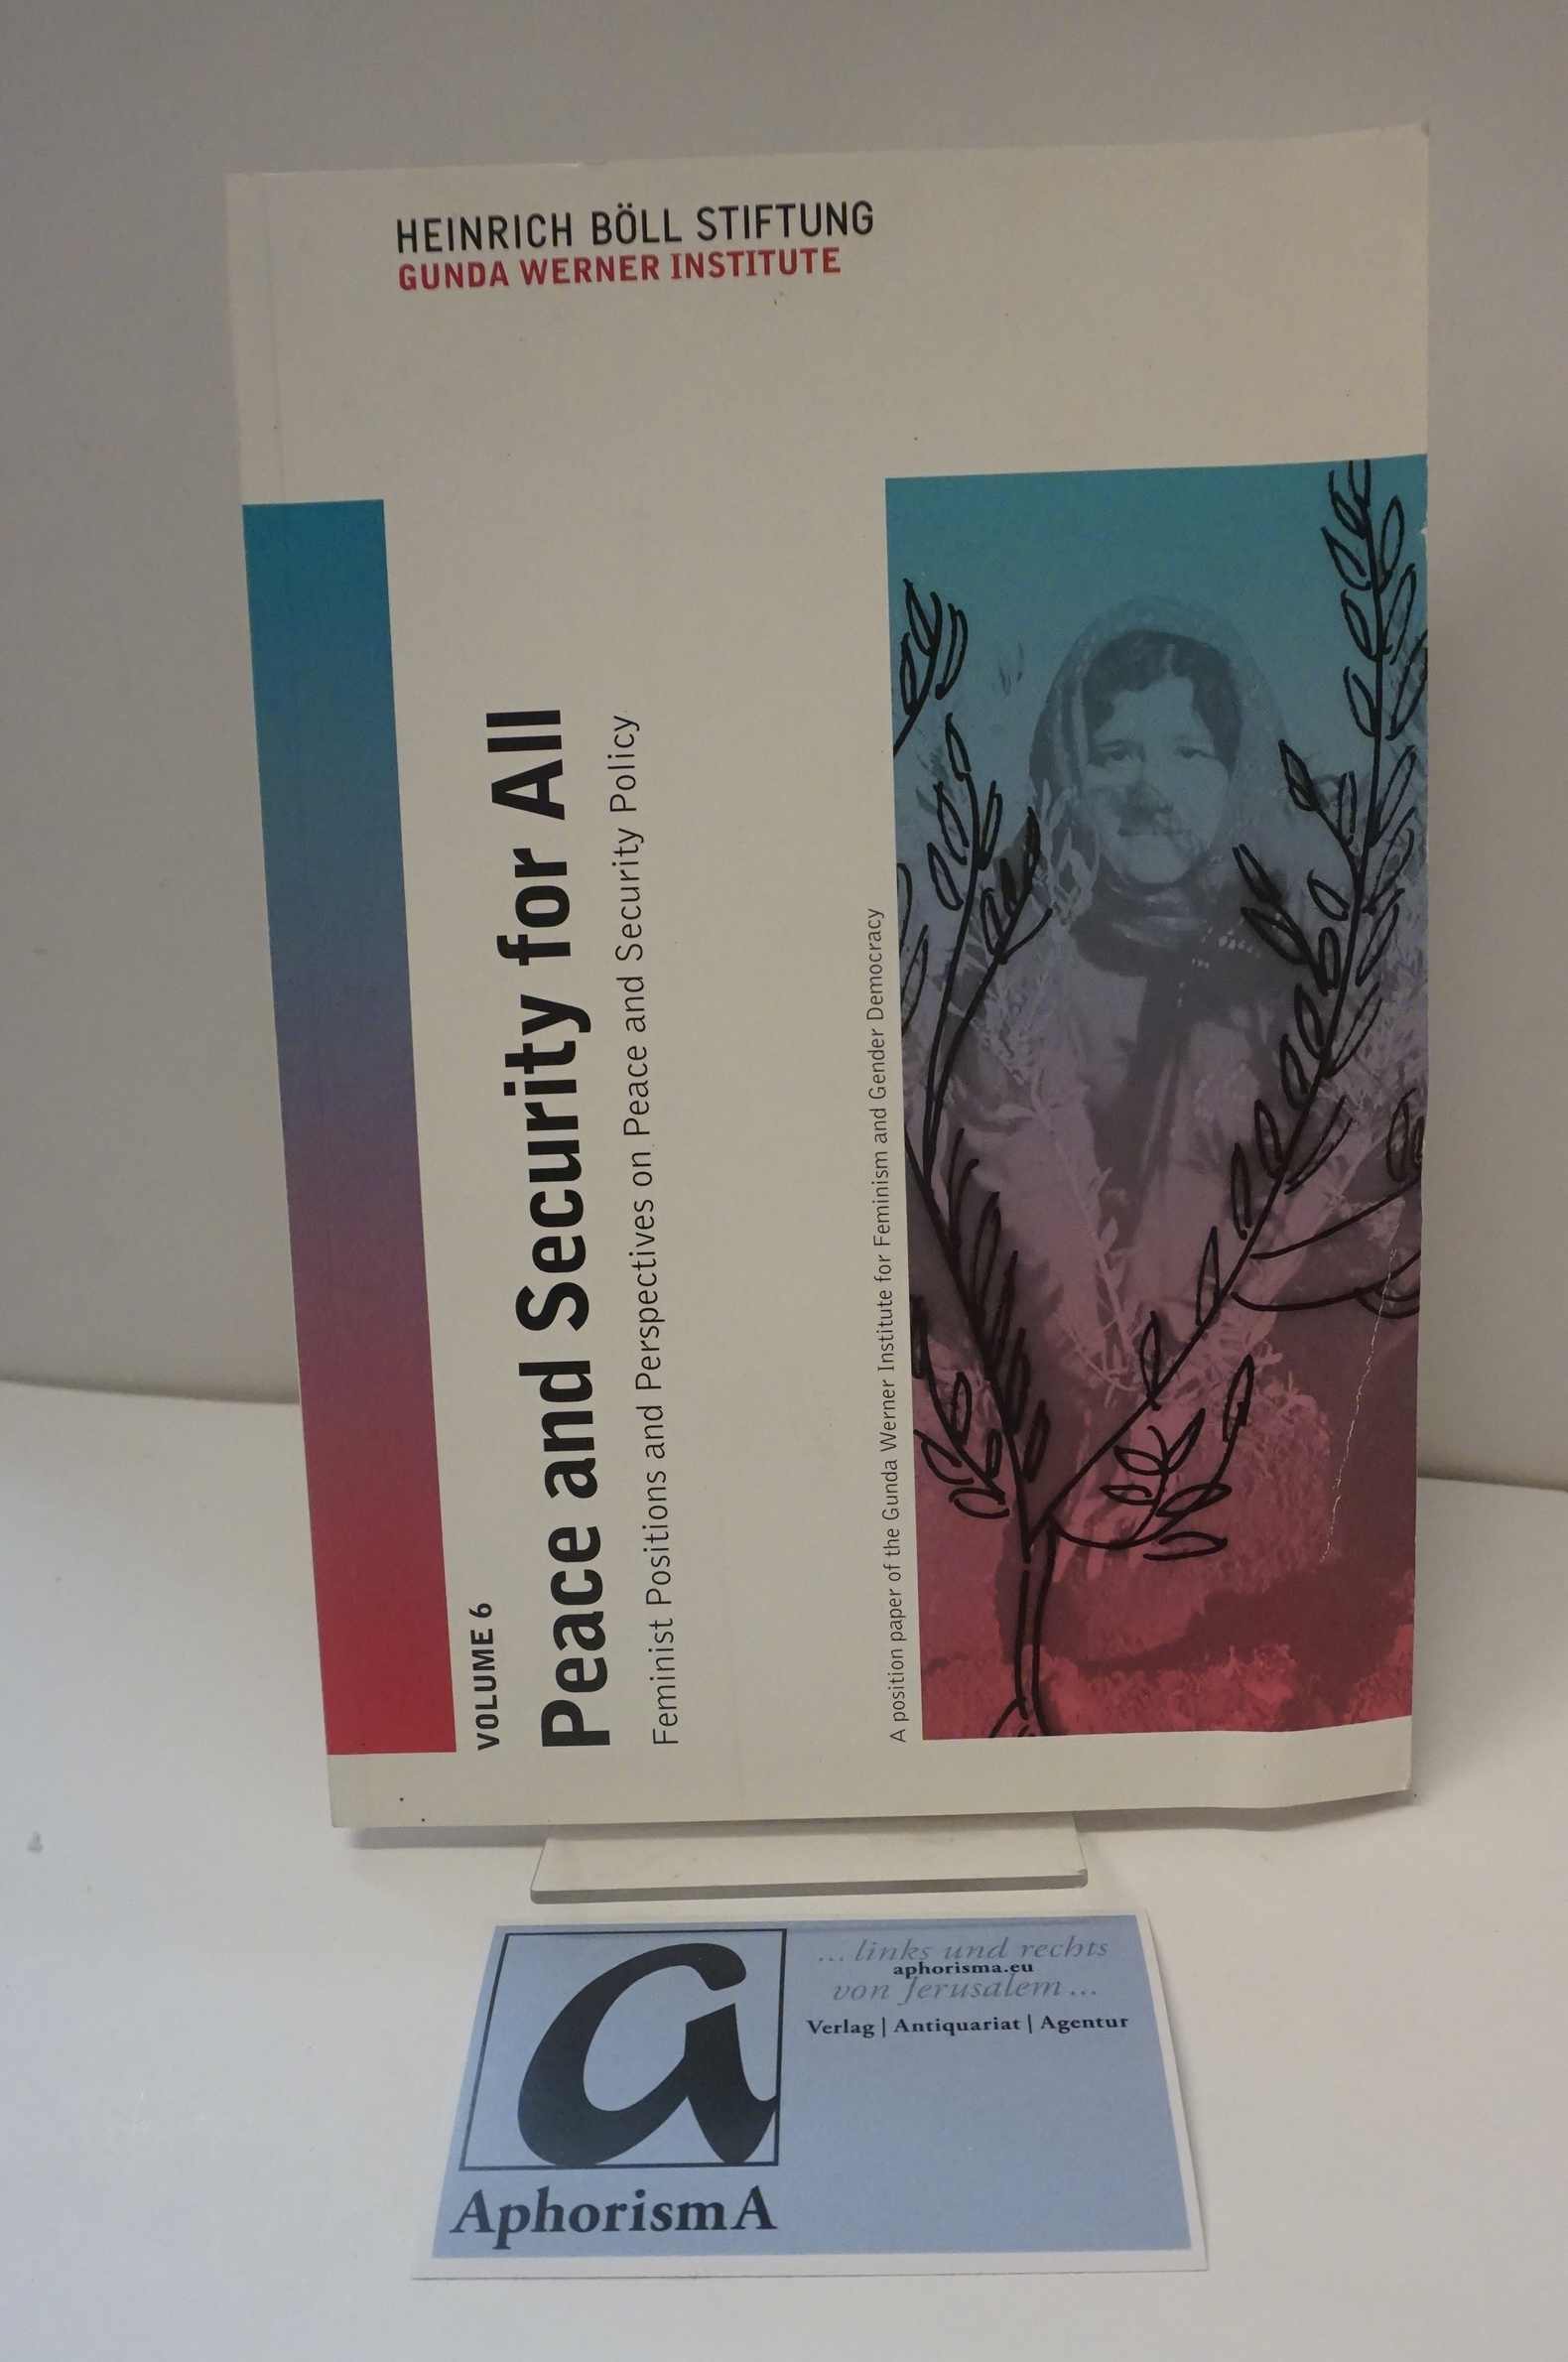 HEINRICH BÖLL STIFTUNG
GUNDA WERNER INSTITUTE
VOLUME 6
Peace and Security for All
Feminist Positions and Perspectives on Peace and Security Policy
A position paper of the Gunda Werner Institute for Feminism and Gender Democracy
a
AphorismA
...links und rechts
aphorisma.eu
von Jerusalem...
Verlag | Antiquariat | Agentur